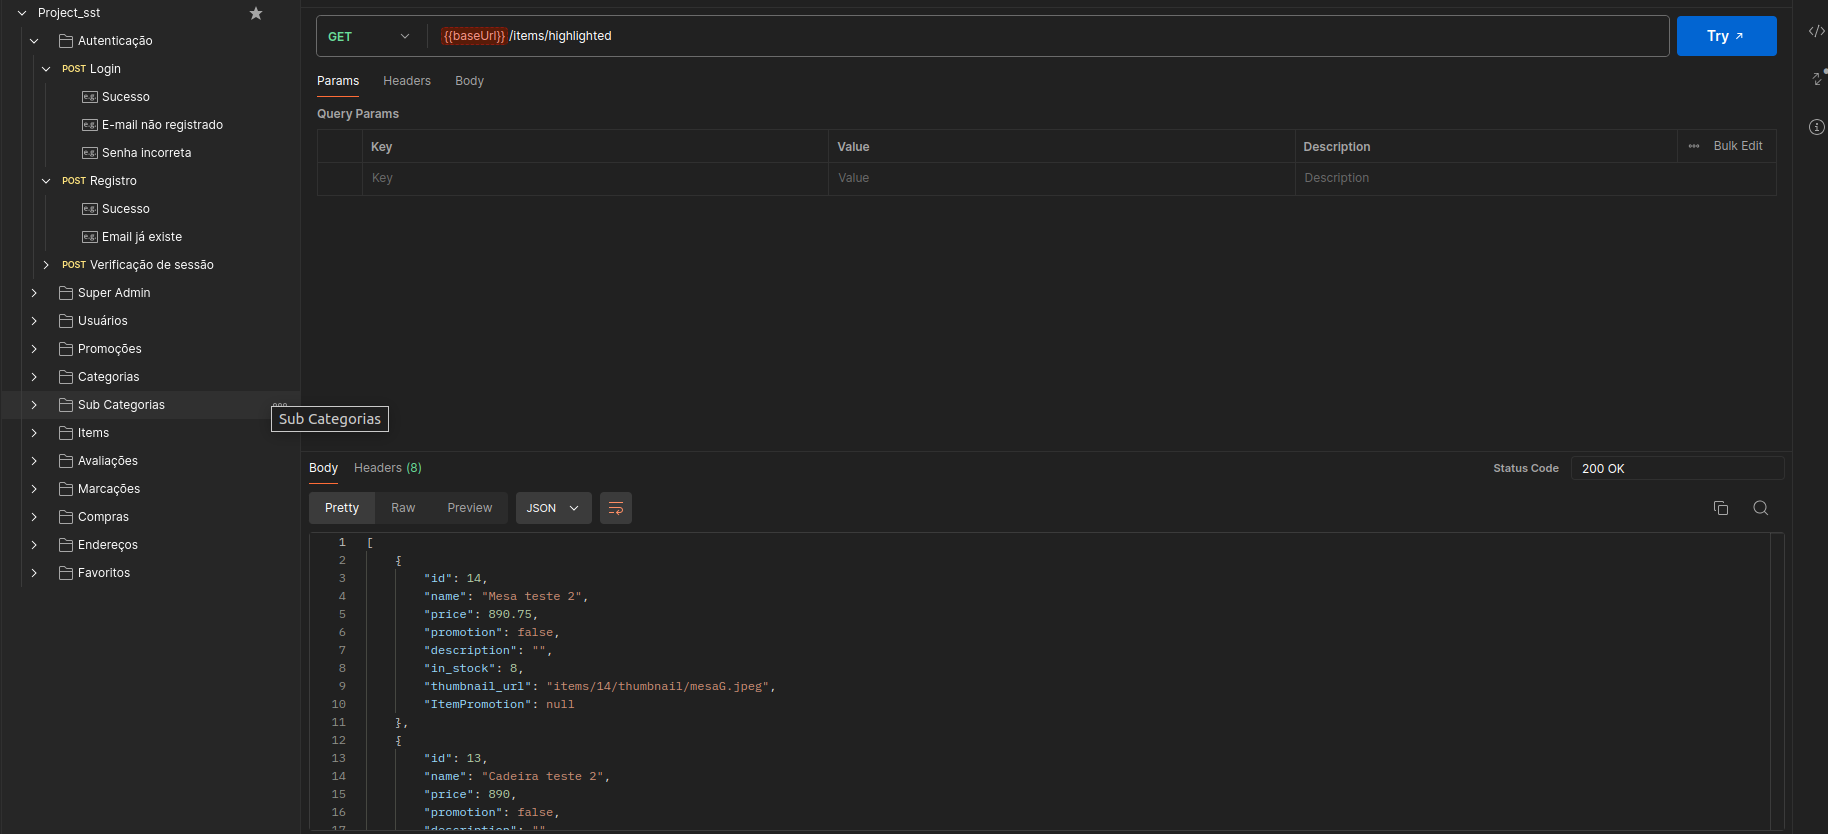 Project_sst
Autenticação
POST Login
e.g. Sucesso
e.g. E-mail não registrado
e.g. Senha incorreta
POST Registro
e.g. Sucesso
e.g. Email já existe
POST Verificação de sessão
Super Admin
Usuários
Promoções
Categorias
Sub Categorias
Sub Categorias
Items
Avaliações
Marcações
Compras
Endereços
Favoritos
GET {{baseUrl}}/items/highlighted Try
Params Headers Body
Query Params
Key Value Description Bulk Edit
Key Value Description
Body Headers (8) Status Code 200 OK
Pretty Raw Preview JSON
1 [
2 {
3 "id": 14,
4 "name": "Mesa teste 2",
5 "price": 890.75,
6 "promotion": false,
7 "description": "",
8 "in_stock": 8,
9 "thumbnail_url": "items/14/thumbnail/mesaG.jpeg",
10 "ItemPromotion": null
11 },
12 {
13 "id": 13,
14 "name": "Cadeira teste 2",
15 "price": 890,
16 "promotion": false,
17 "description": ""